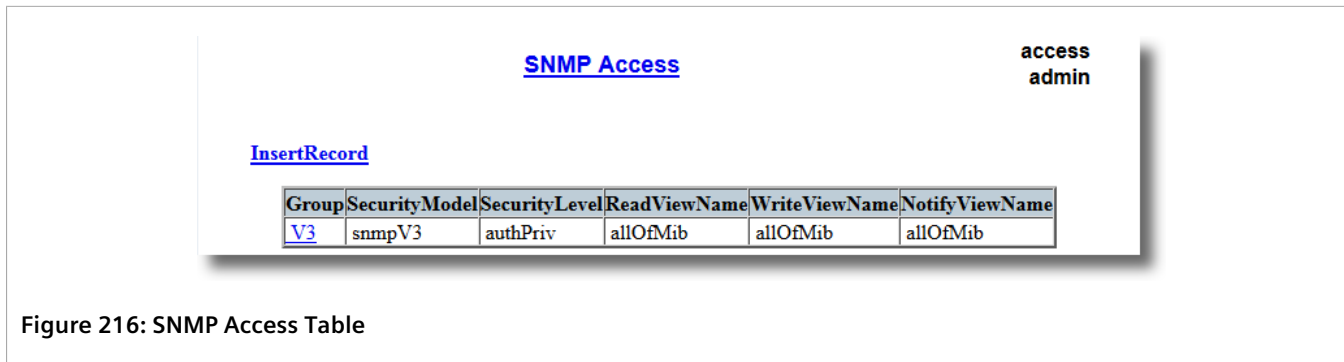 SNMP Access
access
admin
InsertRecord
Group SecurityModel SecurityLevel ReadViewName WriteViewName NotifyViewName
V3 snmpV3 authPriv allOfMib allOfMib allOfMib
Figure 216: SNMP Access Table